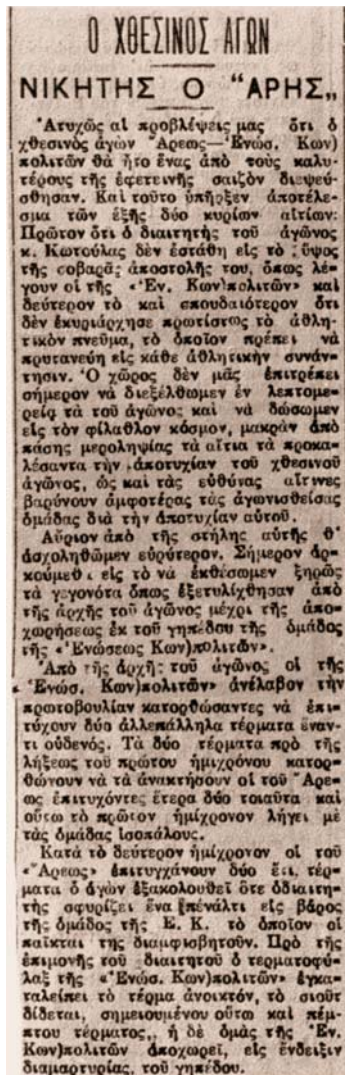 Ο ΧΘΕΣΙΝΟΣ ΑΓΩΝ
ΝΙΚΗΤΗΣ Ο "ΑΡΗΣ„
Ἀτυχῶς αἱ προβλέψεις μας ὅτι ὁ
χθεσινὸς ἀγὼν Ἄρεως—Ἑνώσ. Κων)
πολιτῶν θὰ ἦτο ἕνας ἀπὸ τοὺς καλυ-
τέρους τῆς ἐφετεινῆς σαιζὸν διεψεύ-
σθησαν. Καὶ τοῦτο ὑπῆρξεν ἀποτέλε-
σμα τῶν ἑξῆς δύο κυρίων αἰτίων:
Πρῶτον ὅτι ὁ διαιτητὴς τοῦ ἀγῶνος
κ. Κωτούλας δὲν ἐστάθη εἰς τὸ ὕψος
τῆς σοβαρᾶς ἀποστολῆς του, ὅπως λέ-
γουν οἱ τῆς «Ἑν. Κων)πολιτῶν» καὶ
δεύτερον τὸ καὶ σπουδαιότερον ὅτι
δὲν ἐκυριάρχησε πρωτίστως τὸ ἀθλη-
τικὸν πνεῦμα, τὸ ὁποῖον πρέπει νὰ
πρυτανεύῃ εἰς κάθε ἀθλητικὴν συνάν-
τησιν. Ὁ χῶρος δὲν μᾶς ἐπιτρέπει
σήμερον νὰ διεξέλθωμεν ἐν λεπτομε-
ρείᾳ τὰ τοῦ ἀγῶνος καὶ νὰ δώσωμεν
εἰς τὸν φίλαθλον κόσμον, μακρὰν ἀπὸ
πάσης μεροληψίας τὰ αἴτια τὰ προκα-
λέσαντα τὴν ἀποτυχίαν τοῦ χθεσινοῦ
ἀγῶνος, ὡς καὶ τὰς εὐθύνας αἵτινες
βαρύνουν ἀμφοτέρας τὰς ἀγωνισθείσας
ὁμάδας διὰ τὴν ἀποτυχίαν αὐτοῦ.
Αὔριον ἀπὸ τῆς στήλης αὐτῆς θ'
ἀσχοληθῶμεν εὐρύτερον. Σήμερον ἀρ-
κούμεθα εἰς τὸ νὰ ἐκθέσωμεν ξηρῶς
τὰ γεγονότα ὅπως ἐξετυλίχθησαν ἀπὸ
τῆς ἀρχῆς τοῦ ἀγῶνος μέχρι τῆς ἀπο-
χωρήσεως ἐκ τοῦ γηπέδου τῆς ὁμάδος
τῆς «Ἑνώσεως Κων)πολιτῶν».
Ἀπὸ τῆς ἀρχῆς τοῦ ἀγῶνος οἱ τῆς
«Ἑνώσ. Κων)πολιτῶν» ἀνέλαβον τὴν
πρωτοβουλίαν κατορθώσαντες νὰ ἐπι-
τύχουν δύο ἀλλεπάλληλα τέρματα ἔναν-
τι οὐδενός. Τὰ δύο τέρματα πρὸ τῆς
λήξεως τοῦ πρώτου ἡμιχρόνου κατορ-
θώνουν νὰ τὰ ἀνακτήσουν οἱ τοῦ Ἄρε-
ως ἐπιτυχόντες ἕτερα δύο τοιαῦτα καὶ
οὕτω τὸ πρῶτον ἡμίχρονον λήγει μὲ
τὰς ὁμάδας ἰσοπάλους.
Κατὰ τὸ δεύτερον ἡμίχρονον οἱ τοῦ
«Ἄρεως» ἐπιτυγχάνουν δύο ἔτι τέρ-
ματα ὁ ἀγὼν ἐξακολουθεῖ ὅτε ὁ διαιτη-
τὴς σφυρίζει ἕνα πέναλτι εἰς βάρος
τῆς ὁμάδος τῆς Ε. Κ. τὸ ὁποῖον οἱ
παῖκται της διαμφισβητοῦν. Πρὸ τῆς
ἐπιμονῆς τοῦ διαιτητοῦ ὁ τερματοφύ-
λαξ τῆς «Ἑνώσ. Κων)πολιτῶν» ἐγκα-
ταλείπει τὸ τέρμα ἀνοικτόν, τὸ σιοὺτ
δίδεται, σημειουμένου οὕτω καὶ πέμ-
πτου τέρματος, ἡ δὲ ὁμὰς τῆς Ἑν.
Κων)πολιτῶν ἀποχωρεῖ, εἰς ἔνδειξιν
διαμαρτυρίας, τοῦ γηπέδου.